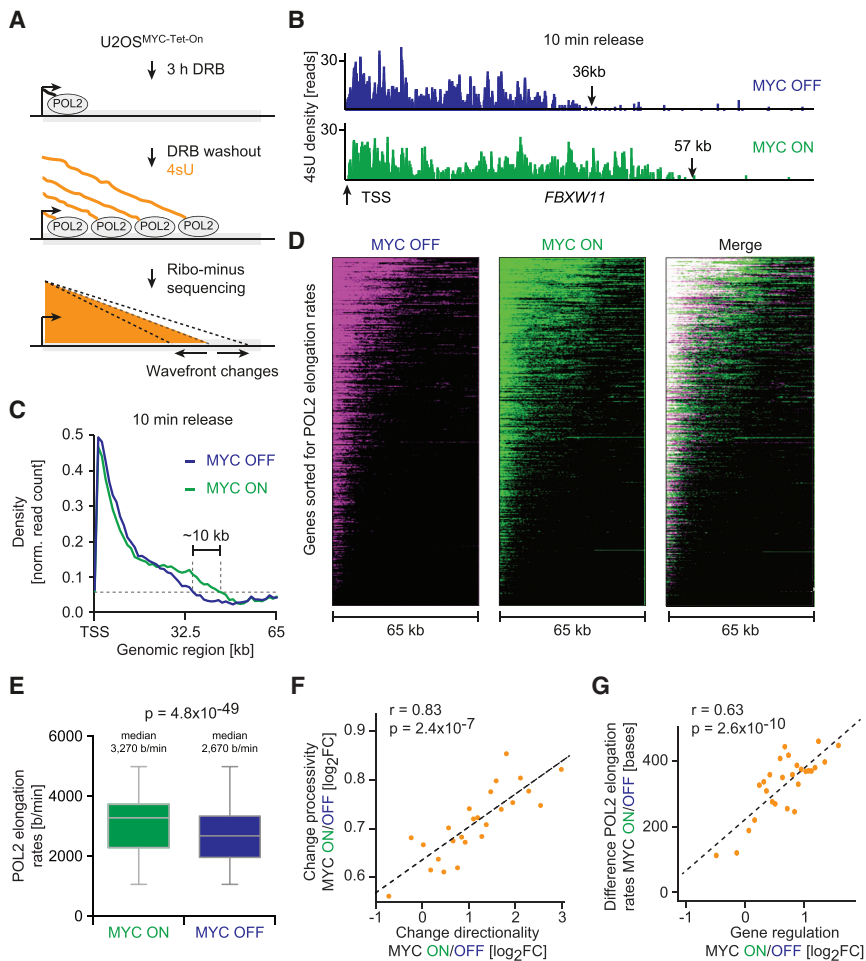 A
U2OS^MYC-Tet-On
3 h DRB
POL2
DRB washout
4sU
POL2 POL2 POL2 POL2
Ribo-minus
sequencing
Wavefront changes
B
10 min release
4sU density [reads]
30
36kb
MYC OFF
30
57 kb
MYC ON
TSS
FBXW11
C
10 min release
Density
[norm. read count]
0.5
0.4
0.3
0.2
0.1
0.0
MYC OFF
MYC ON
~10 kb
TSS 32.5 65
Genomic region [kb]
D
MYC OFF MYC ON Merge
Genes sorted for POL2 elongation rates
65 kb 65 kb 65 kb
E
p = 4.8x10^-49
POL2 elongation
rates [b/min]
6000
4000
2000
0
median
3,270 b/min
median
2,670 b/min
MYC ON MYC OFF
F
r = 0.83
p = 2.4x10^-7
Change processivity
MYC ON/OFF [log₂FC]
0.9
0.8
0.7
0.6
-1 0 1 2 3
Change directionality
MYC ON/OFF [log₂FC]
G
r = 0.63
p = 2.6x10^-10
Difference POL2 elongation
rates MYC ON/OFF [bases]
400
200
0
-1 0 1
Gene regulation
MYC ON/OFF [log₂FC]